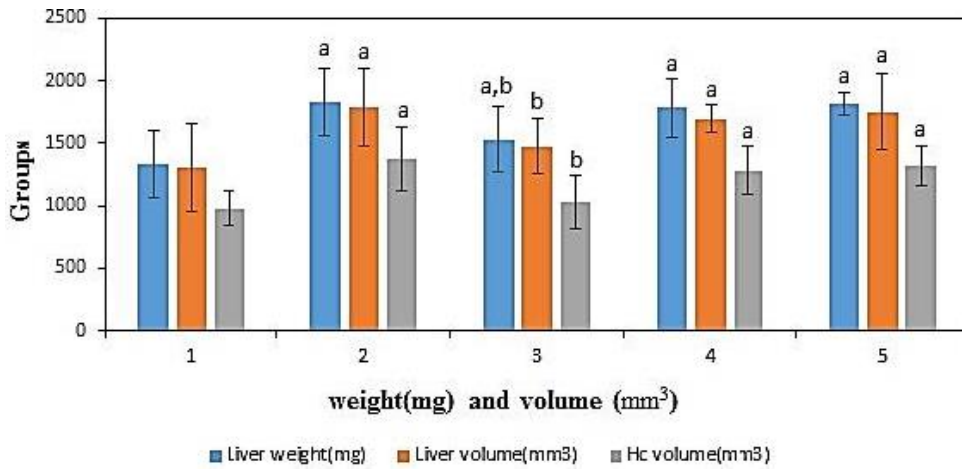 2500
2000
1500
1000
500
0
Groups
a a a
a,b b b
a a a
a a a
1 2 3 4 5
weight(mg) and volume (mm³)
Liver weight(mg) Liver volume(mm3) Hc volume(mm3)